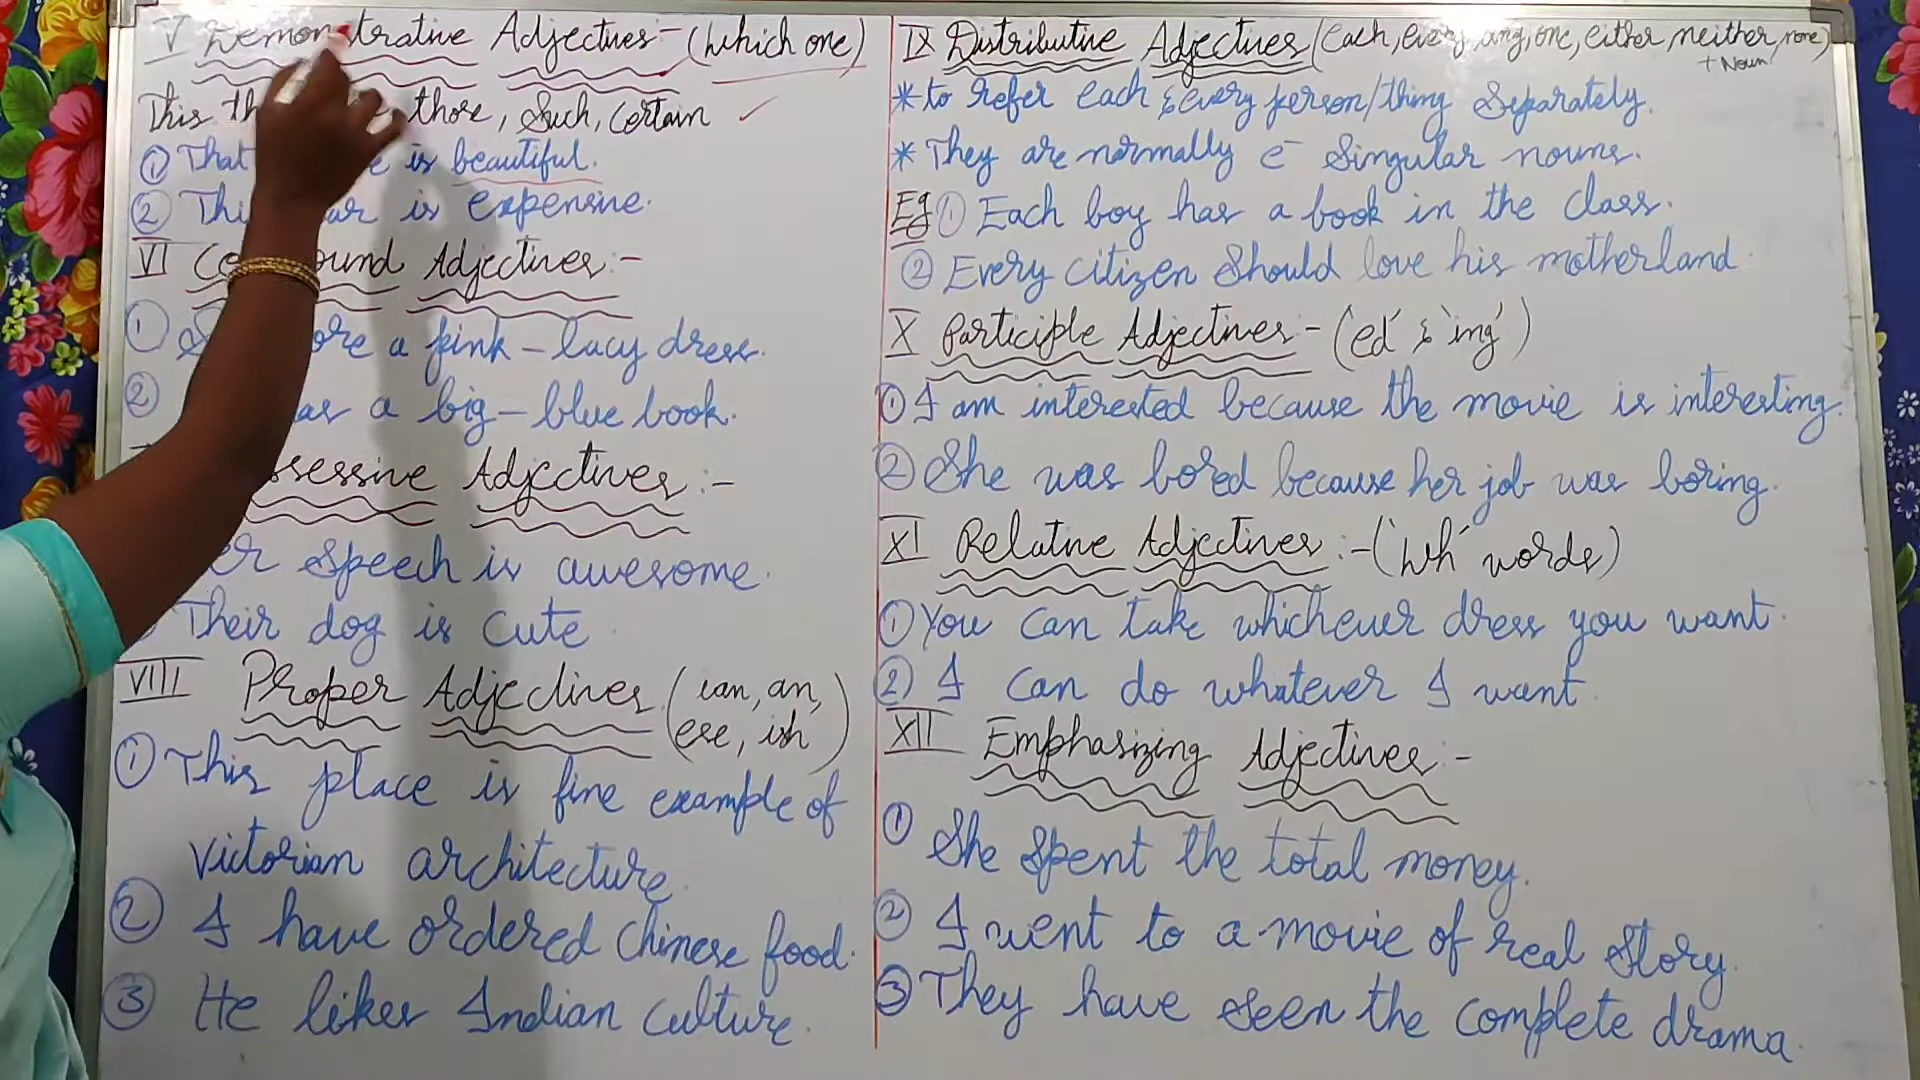 V Demonstrative Adjectives:- (which one)
This those, Such, Certain ✓
① That is beautiful.
② is expensive.
VI Adjectives:-
① a pink-lacy dress.
② a big-blue book.
Adjectives:-
speech is awesome.
Their dog is cute.
VIII Proper Adjectives (ian, an,
ese, ish)
① This place is fine example of
Victorian architecture.
② I have ordered Chinese food.
③ He likes Indian culture.
IX Distributive Adjectives (each, every, any, one, either, neither, none)
+ Noun
* to refer each & every person/thing Separately.
* They are normally c̄ Singular nouns.
Eg ① Each boy has a book in the class.
② Every citizen Should love his motherland.
X Participle Adjectives:- ('ed' & 'ing')
① I am interested because the movie is interesting.
② She was bored because her job was boring.
XI Relative Adjectives:- ('Wh' words)
① You can take whichever dress you want.
② I can do whatever I want.
XII Emphasizing Adjectives:-
① She Spent the total money.
② I went to a movie of real Story.
③ They have seen the complete drama.